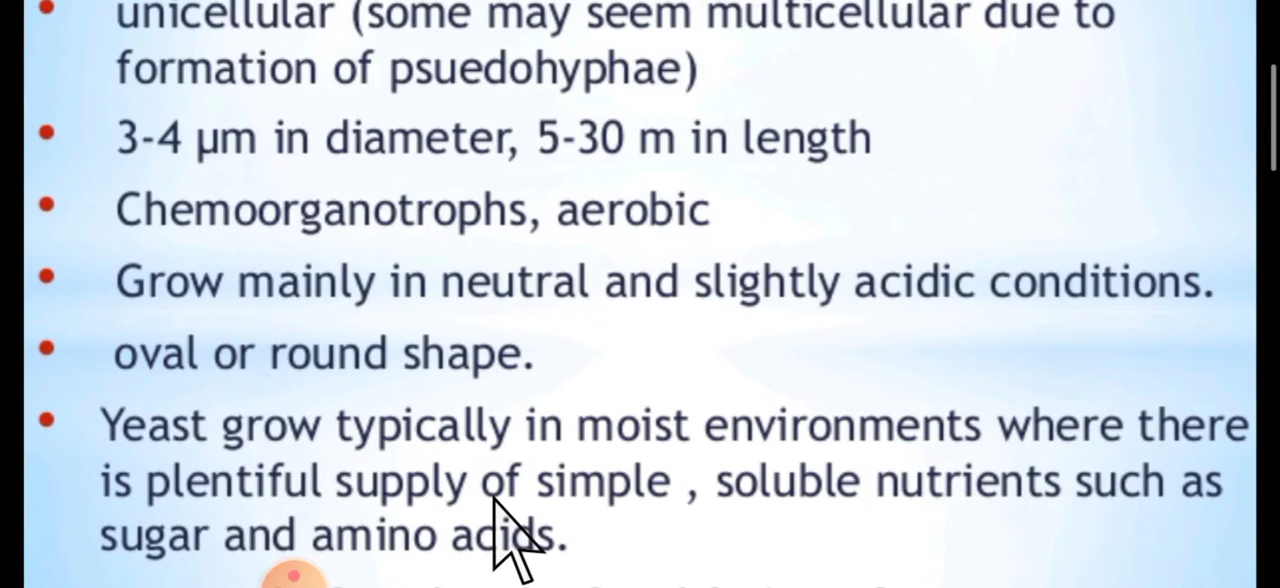 • unicellular (some may seem multicellular due to
formation of psuedohyphae)
• 3-4 µm in diameter, 5-30 m in length
• Chemoorganotrophs, aerobic
• Grow mainly in neutral and slightly acidic conditions.
• oval or round shape.
• Yeast grow typically in moist environments where there
is plentiful supply of simple , soluble nutrients such as
sugar and amino acids.